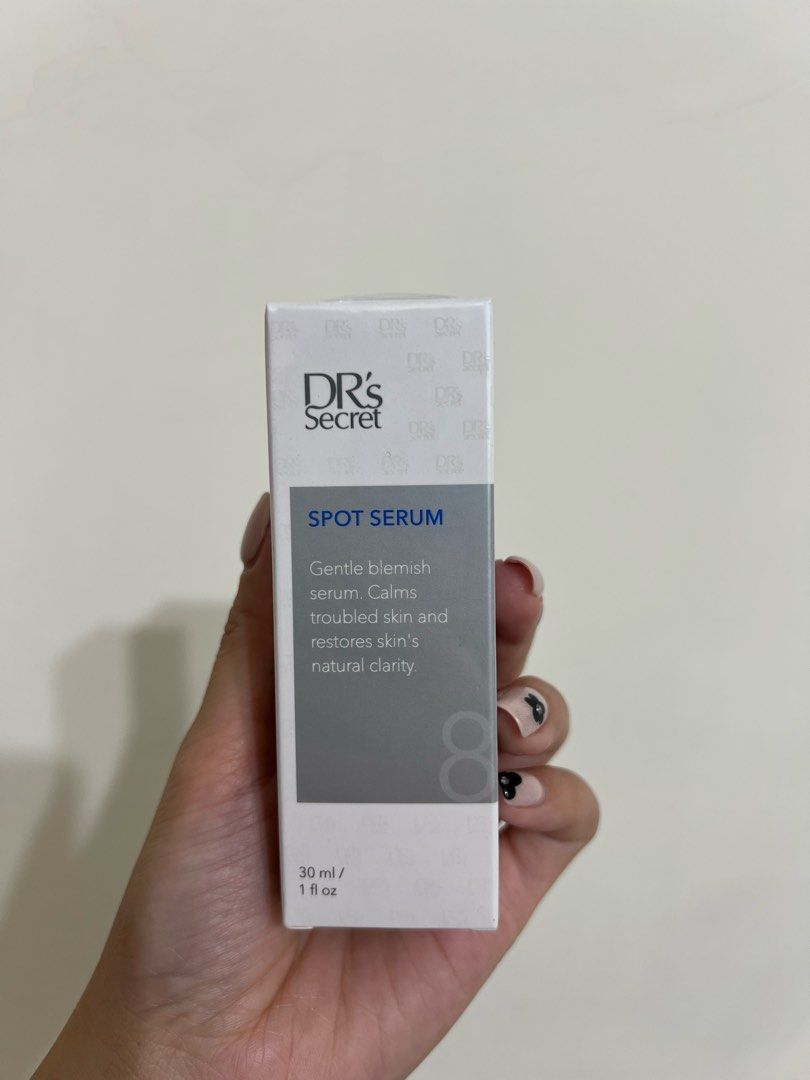 DR's
Secret
SPOT SERUM
Gentle blemish
serum. Calms
troubled skin and
restores skin's
natural clarity.
8
30 ml /
1 fl oz